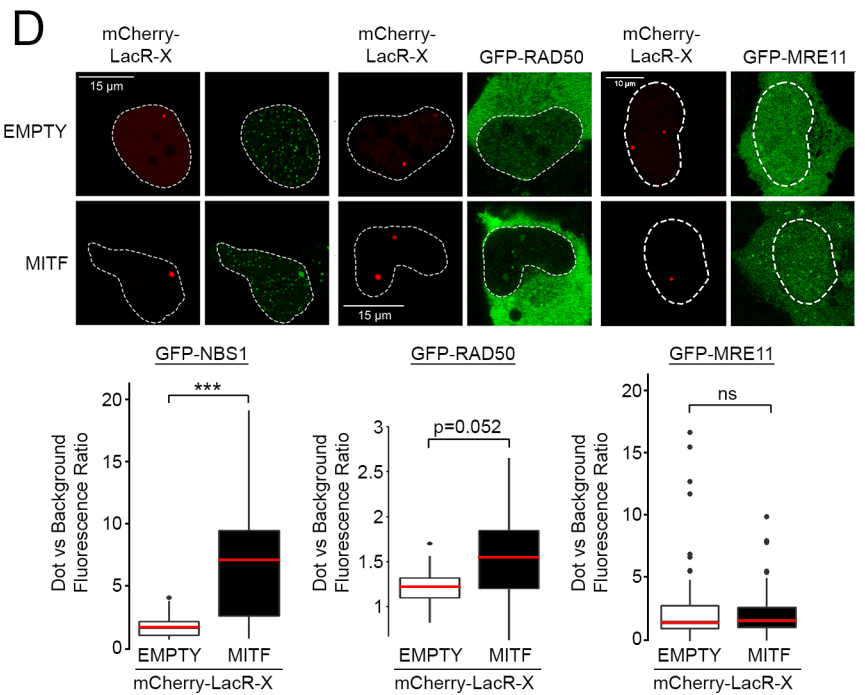 D
mCherry-
LacR-X
mCherry-
LacR-X
GFP-RAD50
mCherry-
LacR-X
GFP-MRE11
15 μm
10 μm
EMPTY
MITF
15 μm
GFP-NBS1
GFP-RAD50
GFP-MRE11
Dot vs Background
Fluorescence Ratio
20
15
10
5
0
***
EMPTY
MITF
mCherry-LacR-X
Dot vs Background
Fluorescence Ratio
3
2.5
2
1.5
1
p=0.052
EMPTY
MITF
mCherry-LacR-X
Dot vs Background
Fluorescence Ratio
20
15
10
5
0
ns
EMPTY
MITF
mCherry-LacR-X